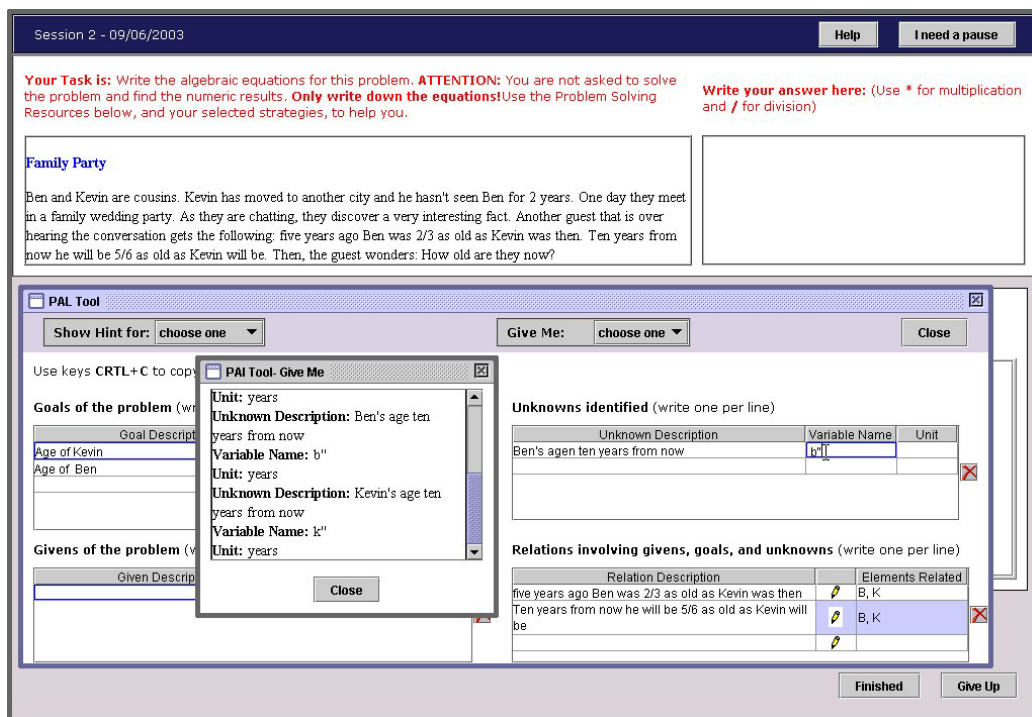 Session 2 - 09/06/2003
Help
I need a pause
Your Task is: Write the algebraic equations for this problem. ATTENTION: You are not asked to solve
the problem and find the numeric results. Only write down the equations!Use the Problem Solving
Resources below, and your selected strategies, to help you.
Write your answer here: (Use * for multiplication
and / for division)
Family Party
Ben and Kevin are cousins. Kevin has moved to another city and he hasn't seen Ben for 2 years. One day they meet
in a family wedding party. As they are chatting, they discover a very interesting fact. Another guest that is over
hearing the conversation gets the following: five years ago Ben was 2/3 as old as Kevin was then. Ten years from
now he will be 5/6 as old as Kevin will be. Then, the guest wonders: How old are they now?
PAL Tool
Show Hint for: choose one
Give Me: choose one
Close
Use keys CRTL+C to copy
Goals of the problem (wr
Goal Descript
Age of Kevin
Age of Ben
Givens of the problem (v
Given Descrip
PAI Tool- Give Me
Unit: years
Unknown Description: Ben's age ten
years from now
Variable Name: b"
Unit: years
Unknown Description: Kevin's age ten
years from now
Variable Name: k"
Unit: years
Close
Unknowns identified (write one per line)
Unknown Description Variable Name Unit
Ben's agen ten years from now b"
Relations involving givens, goals, and unknowns (write one per line)
Relation Description Elements Related
five years ago Ben was 2/3 as old as Kevin was then B, K
Ten years from now he will be 5/6 as old as Kevin will
be B, K
Finished
Give Up